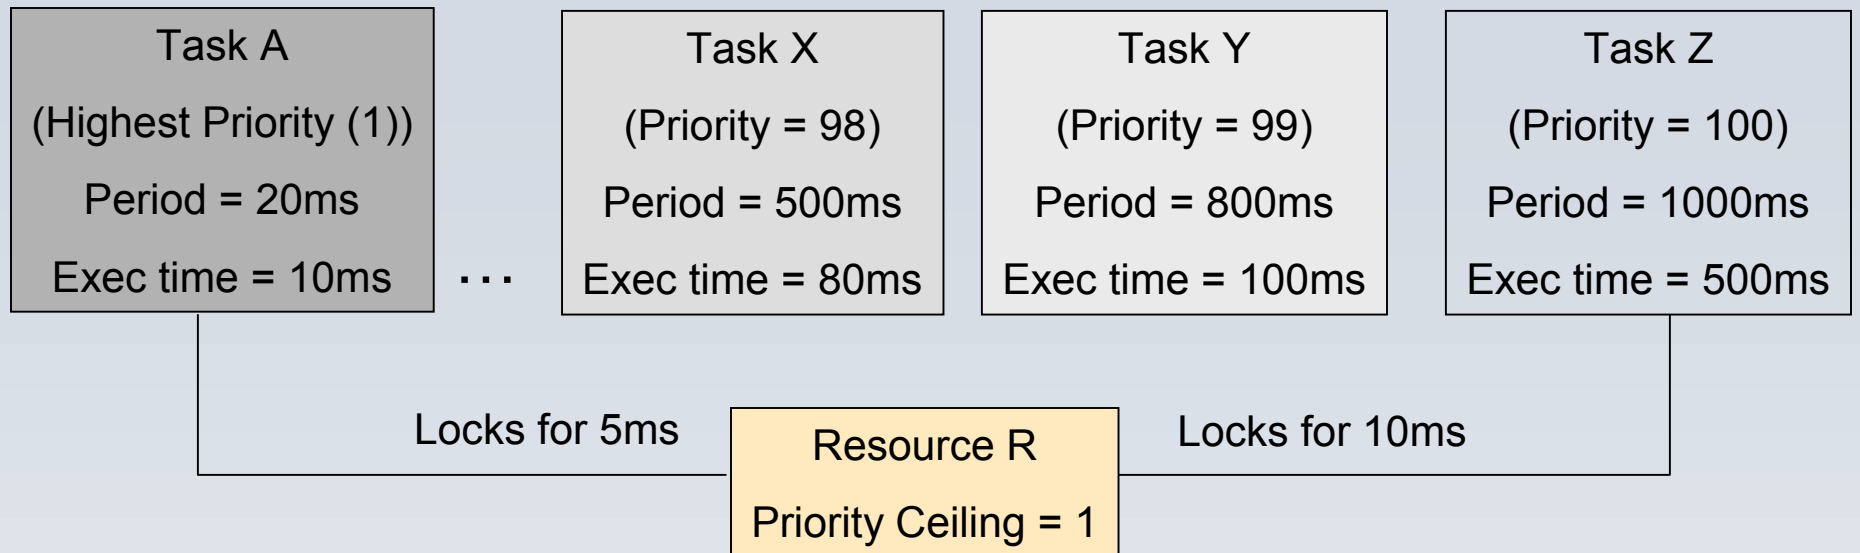 Task A
(Highest Priority (1))
Period = 20ms
Exec time = 10ms
...
Task X
(Priority = 98)
Period = 500ms
Exec time = 80ms
Task Y
(Priority = 99)
Period = 800ms
Exec time = 100ms
Task Z
(Priority = 100)
Period = 1000ms
Exec time = 500ms
Locks for 5ms
Resource R
Priority Ceiling = 1
Locks for 10ms